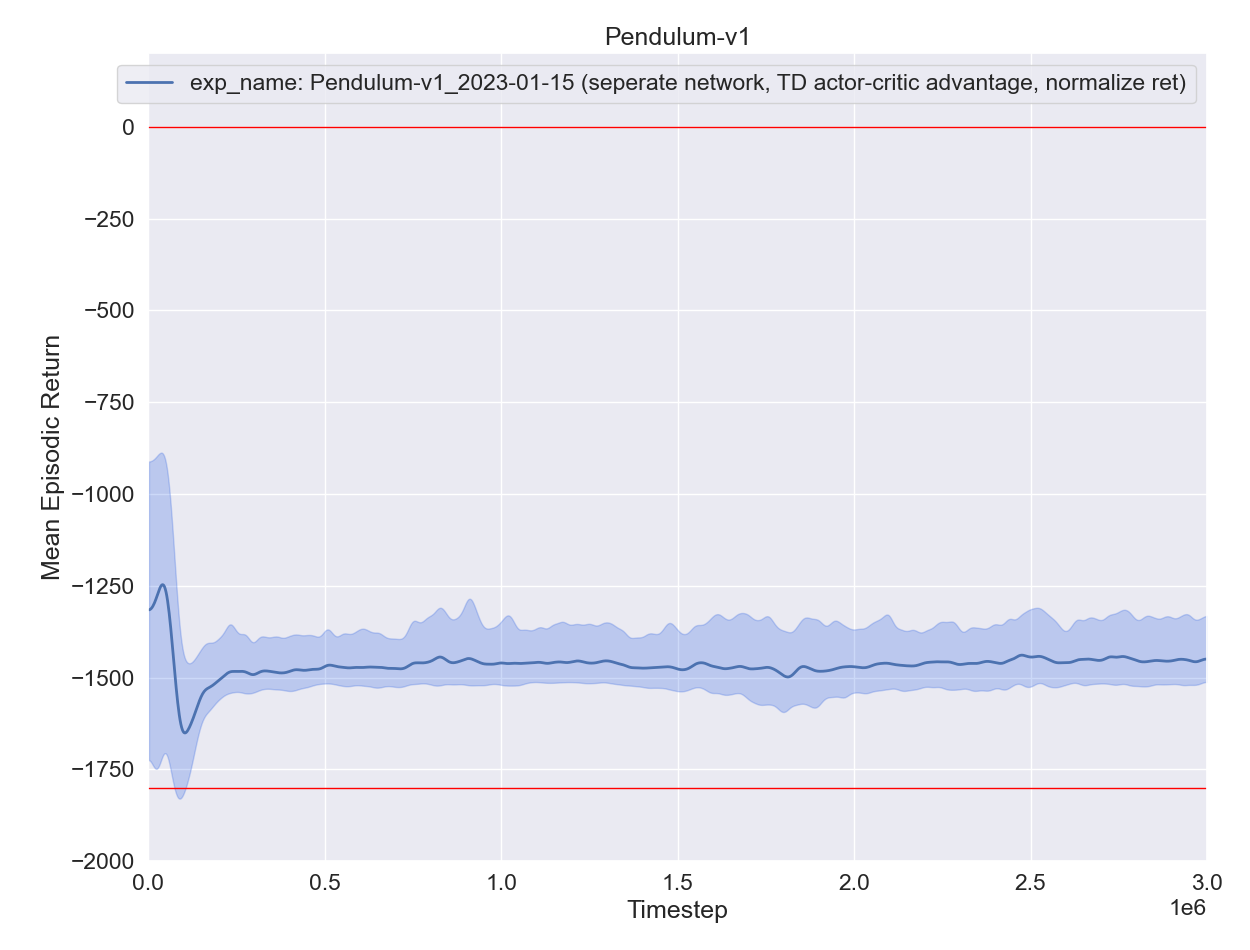 Pendulum-v1
exp_name: Pendulum-v1_2023-01-15 (seperate network, TD actor-critic advantage, normalize ret)
0
−250
−500
−750
−1000
−1250
−1500
−1750
−2000
Mean Episodic Return
0.0 0.5 1.0 1.5 2.0 2.5 3.0
1e6
Timestep